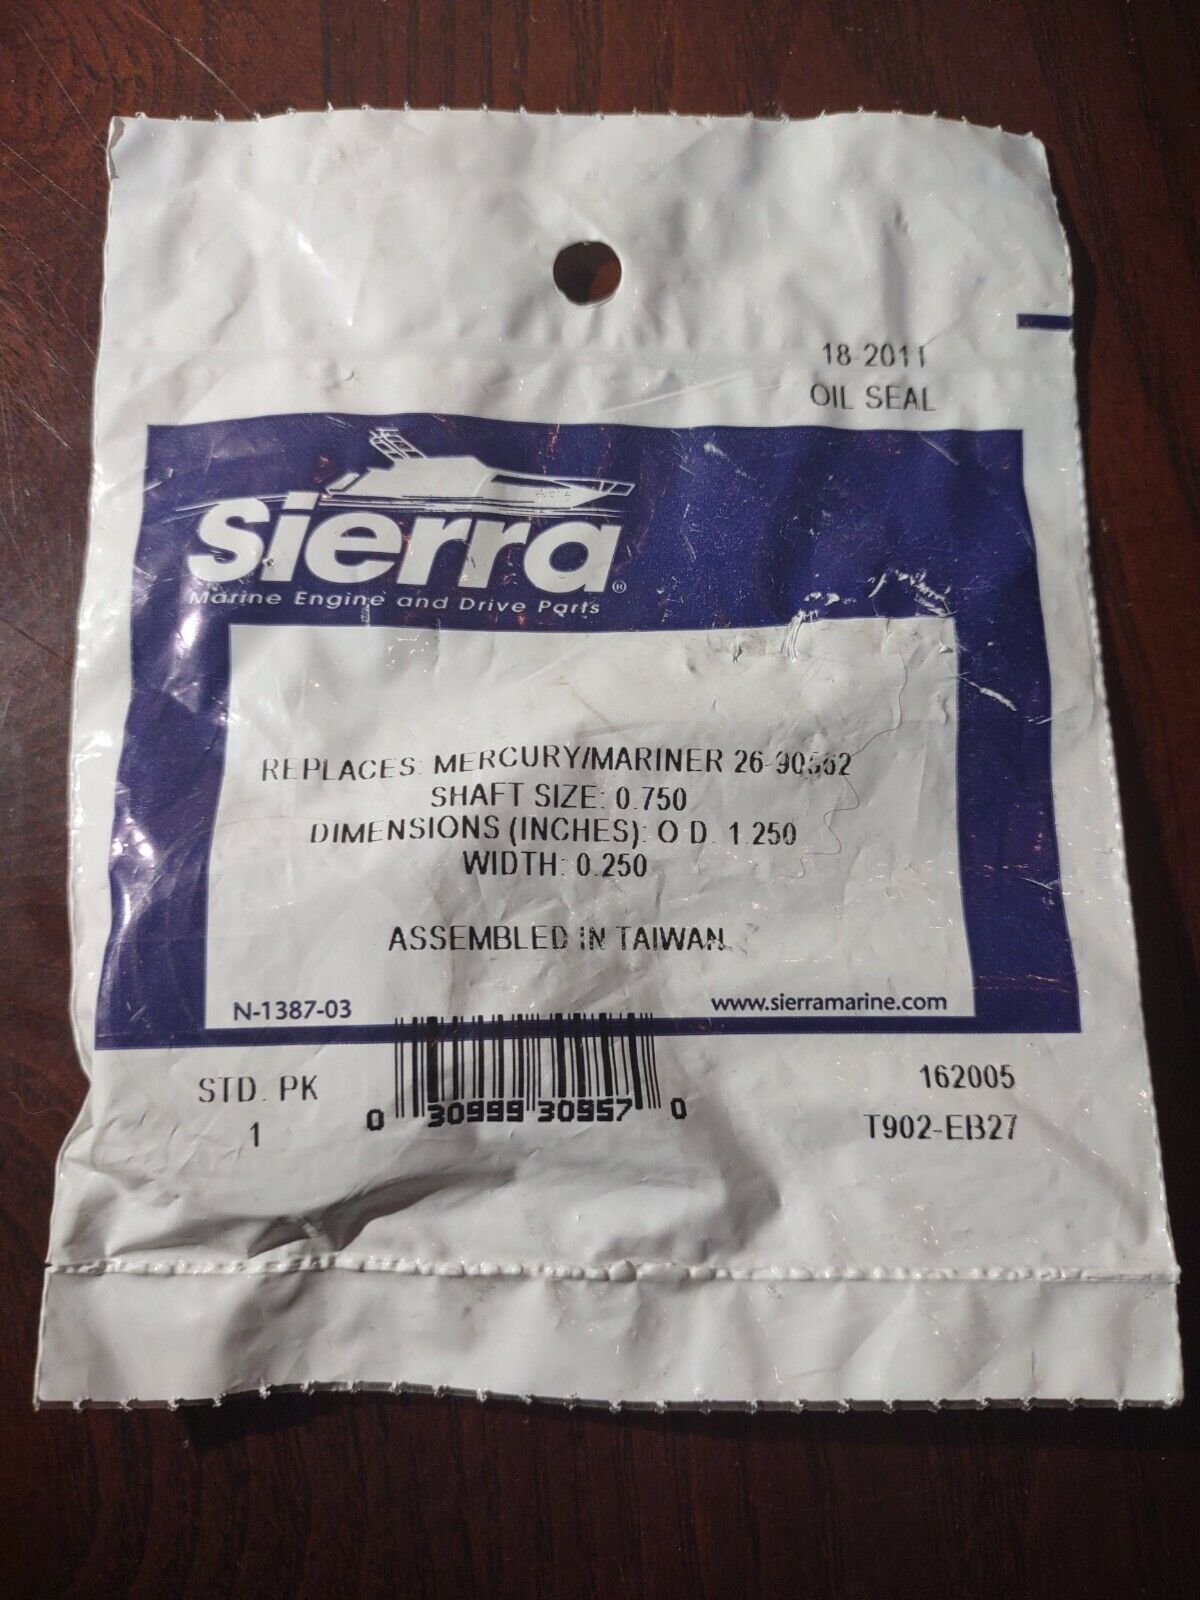 18-2011
OIL SEAL
Sierra®
Marine Engine and Drive Parts
REPLACES: MERCURY/MARINER
SHAFT SIZE: 0.750
DIMENSIONS (INCHES): O.D. 1.250
WIDTH: 0.250
ASSEMBLED IN TAIWAN
N-1387-03
www.sierramarine.com
STD. PK
1
0 30999 30957 0
162005
T902-EB27